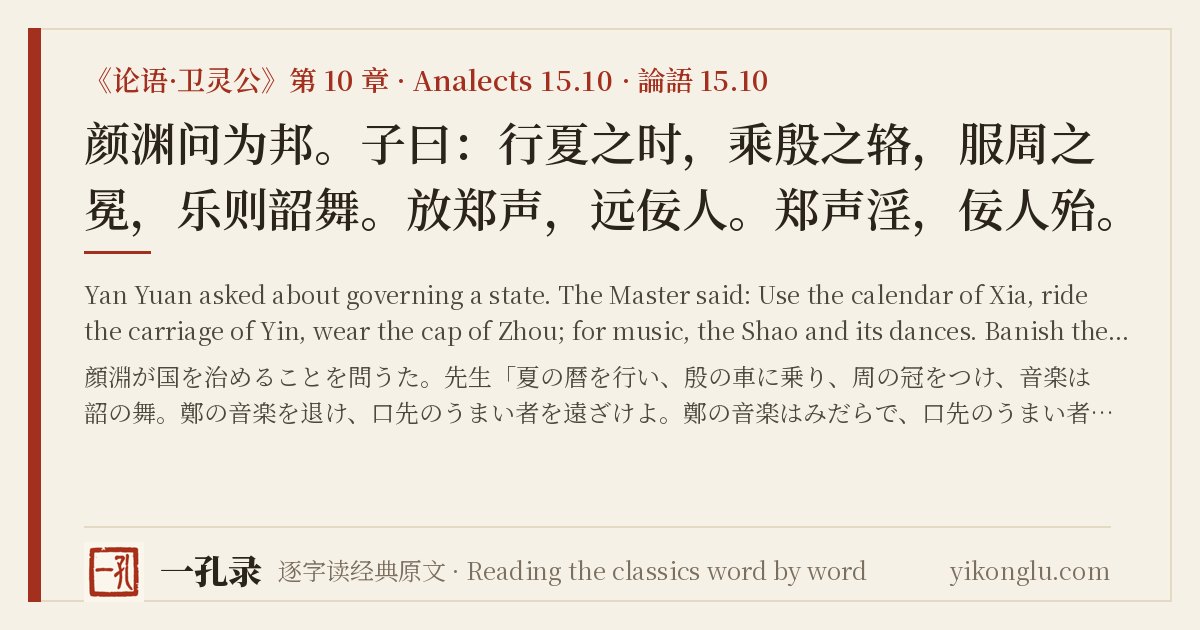 《论语·卫灵公》第 10 章 · Analects 15.10 · 論語 15.10
颜渊问为邦。子曰：行夏之时，乘殷之辂，服周之
冕，乐则韶舞。放郑声，远佞人。郑声淫，佞人殆。
Yan Yuan asked about governing a state. The Master said: Use the calendar of Xia, ride
the carriage of Yin, wear the cap of Zhou; for music, the Shao and its dances. Banish the…
顔淵が国を治めることを問うた。先生「夏の暦を行い、殷の車に乗り、周の冠をつけ、音楽は
韶の舞。鄭の音楽を退け、口先のうまい者を遠ざけよ。鄭の音楽はみだらで、口先のうまい者…
一孔
一孔录 逐字读经典原文 · Reading the classics word by word yikonglu.com